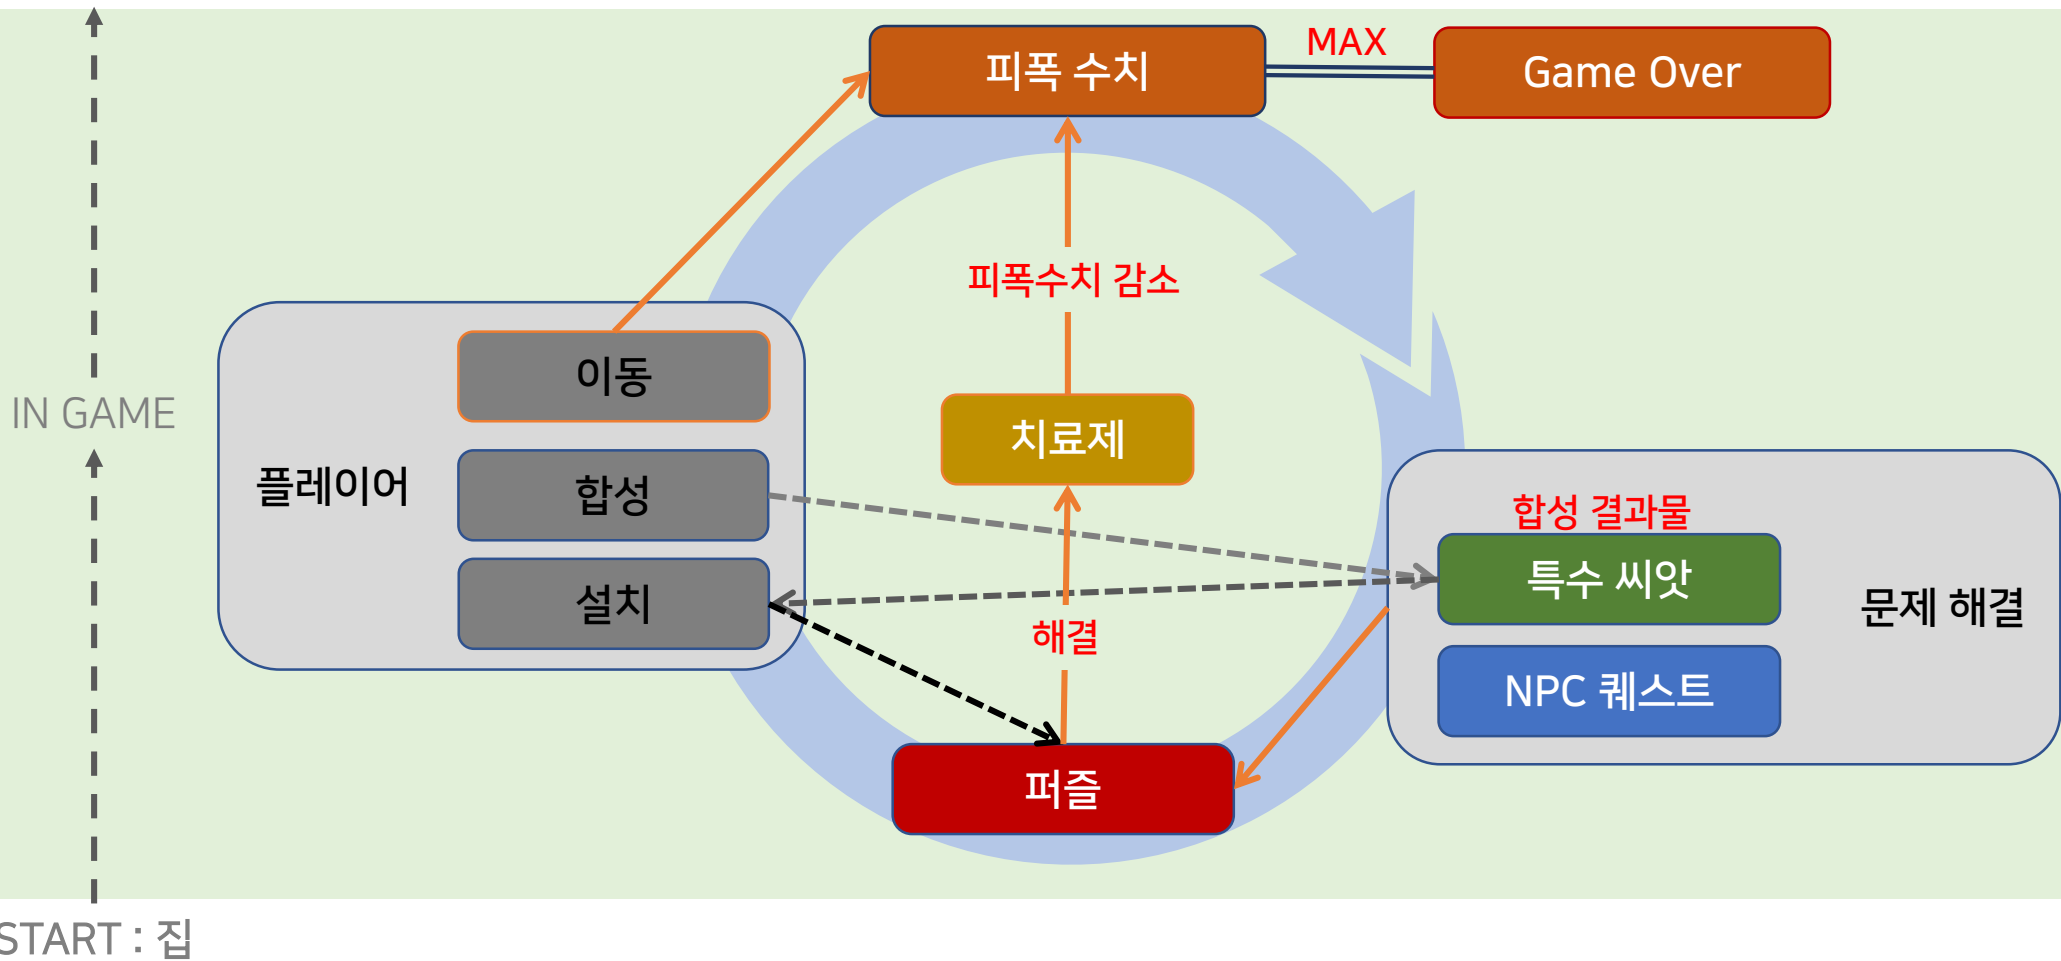 피폭 수치
MAX
Game Over
피폭수치 감소
이동
치료제
IN GAME
플레이어
합성
합성 결과물
특수 씨앗
설치
문제 해결
해결
NPC 퀘스트
퍼즐
START : 집